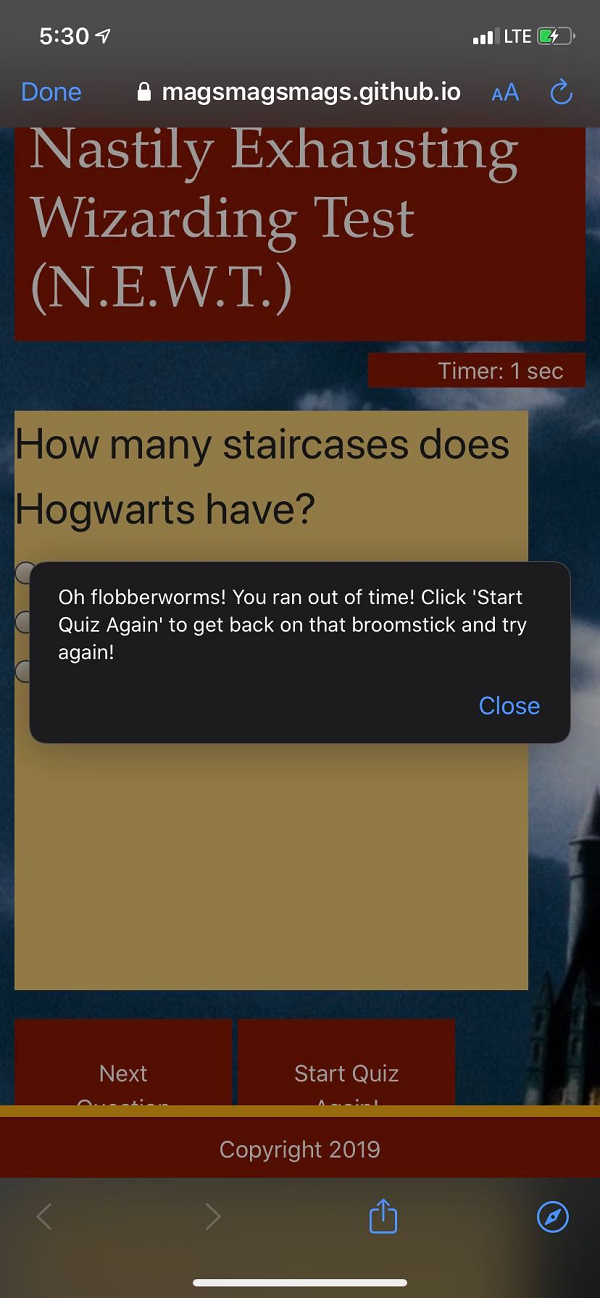 5:30
LTE
Done
magsmagsmags.github.io
AA
Nastily Exhausting
Wizarding Test
(N.E.W.T.)
Timer: 1 sec
How many staircases does
Hogwarts have?
Oh flobberworms! You ran out of time! Click 'Start
Quiz Again' to get back on that broomstick and try
again!
Close
Next
Question
Start Quiz
Again!
Copyright 2019